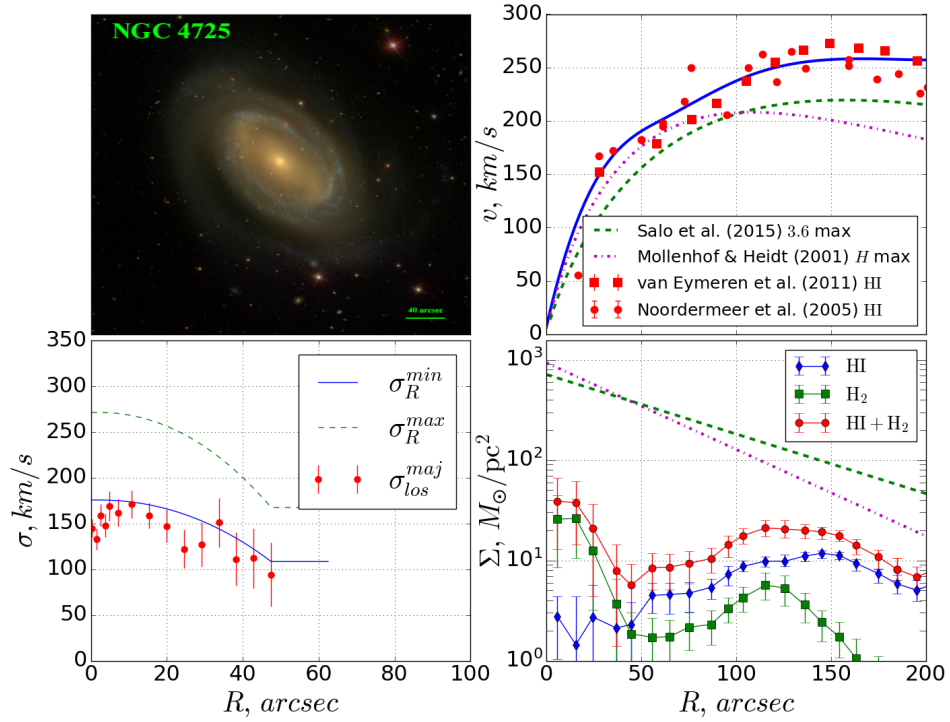 NGC 4725
40 arcsec
300
250
200
150
100
50
0
v, km/s
Salo et al. (2015) 3.6 max
Mollenhof & Heidt (2001) H max
van Eymeren et al. (2011) HI
Noordermeer et al. (2005) HI
350
300
250
200
150
100
50
0
σ, km/s
σ_R^min
σ_R^max
σ_los^maj
0 20 40 60 80 100
R, arcsec
10^3
10^2
10^1
10^0
Σ, M_⊙/pc^2
HI
H_2
HI + H_2
0 50 100 150 200
R, arcsec